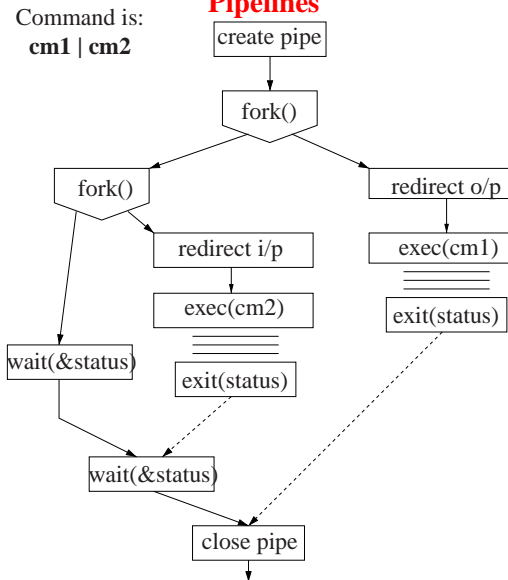 Pipelines
Command is:
cm1 | cm2
create pipe
fork()
fork()
redirect o/p
redirect i/p
exec(cm1)
exec(cm2)
exit(status)
wait(&status)
exit(status)
wait(&status)
close pipe